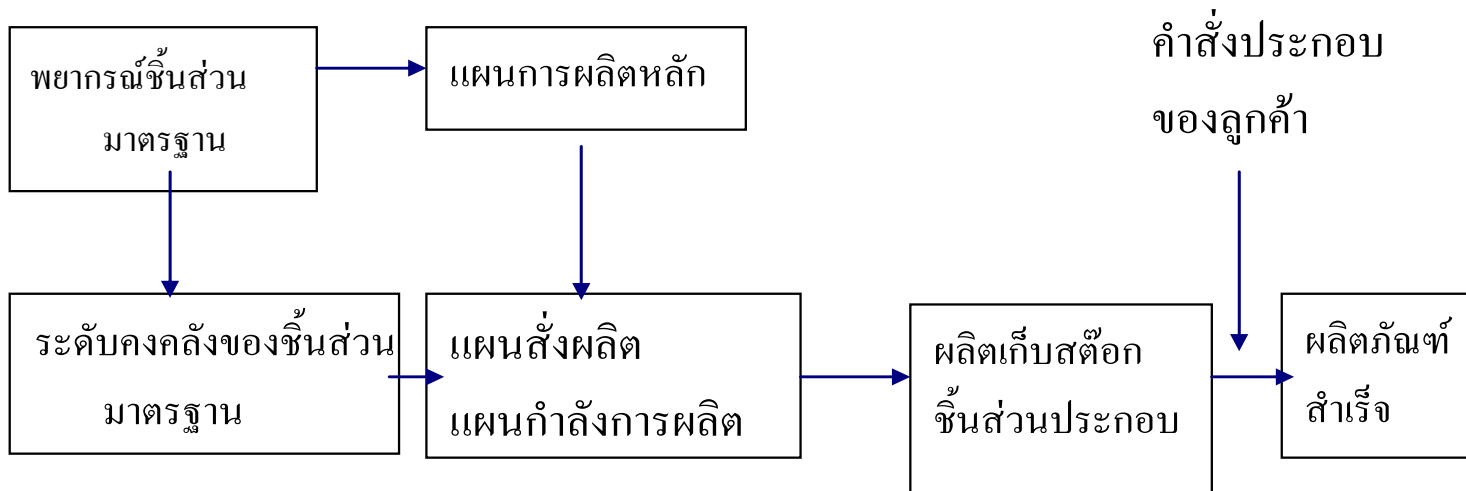 พยากรณ์ชิ้นส่วน
มาตรฐาน
แผนการผลิตหลัก
คำสั่งประกอบ
ของลูกค้า
ระดับคงคลังของชิ้นส่วน
มาตรฐาน
แผนสั่งผลิต
แผนกำลังการผลิต
ผลิตเก็บสต๊อก
ชิ้นส่วนประกอบ
ผลิตภัณฑ์
สำเร็จ